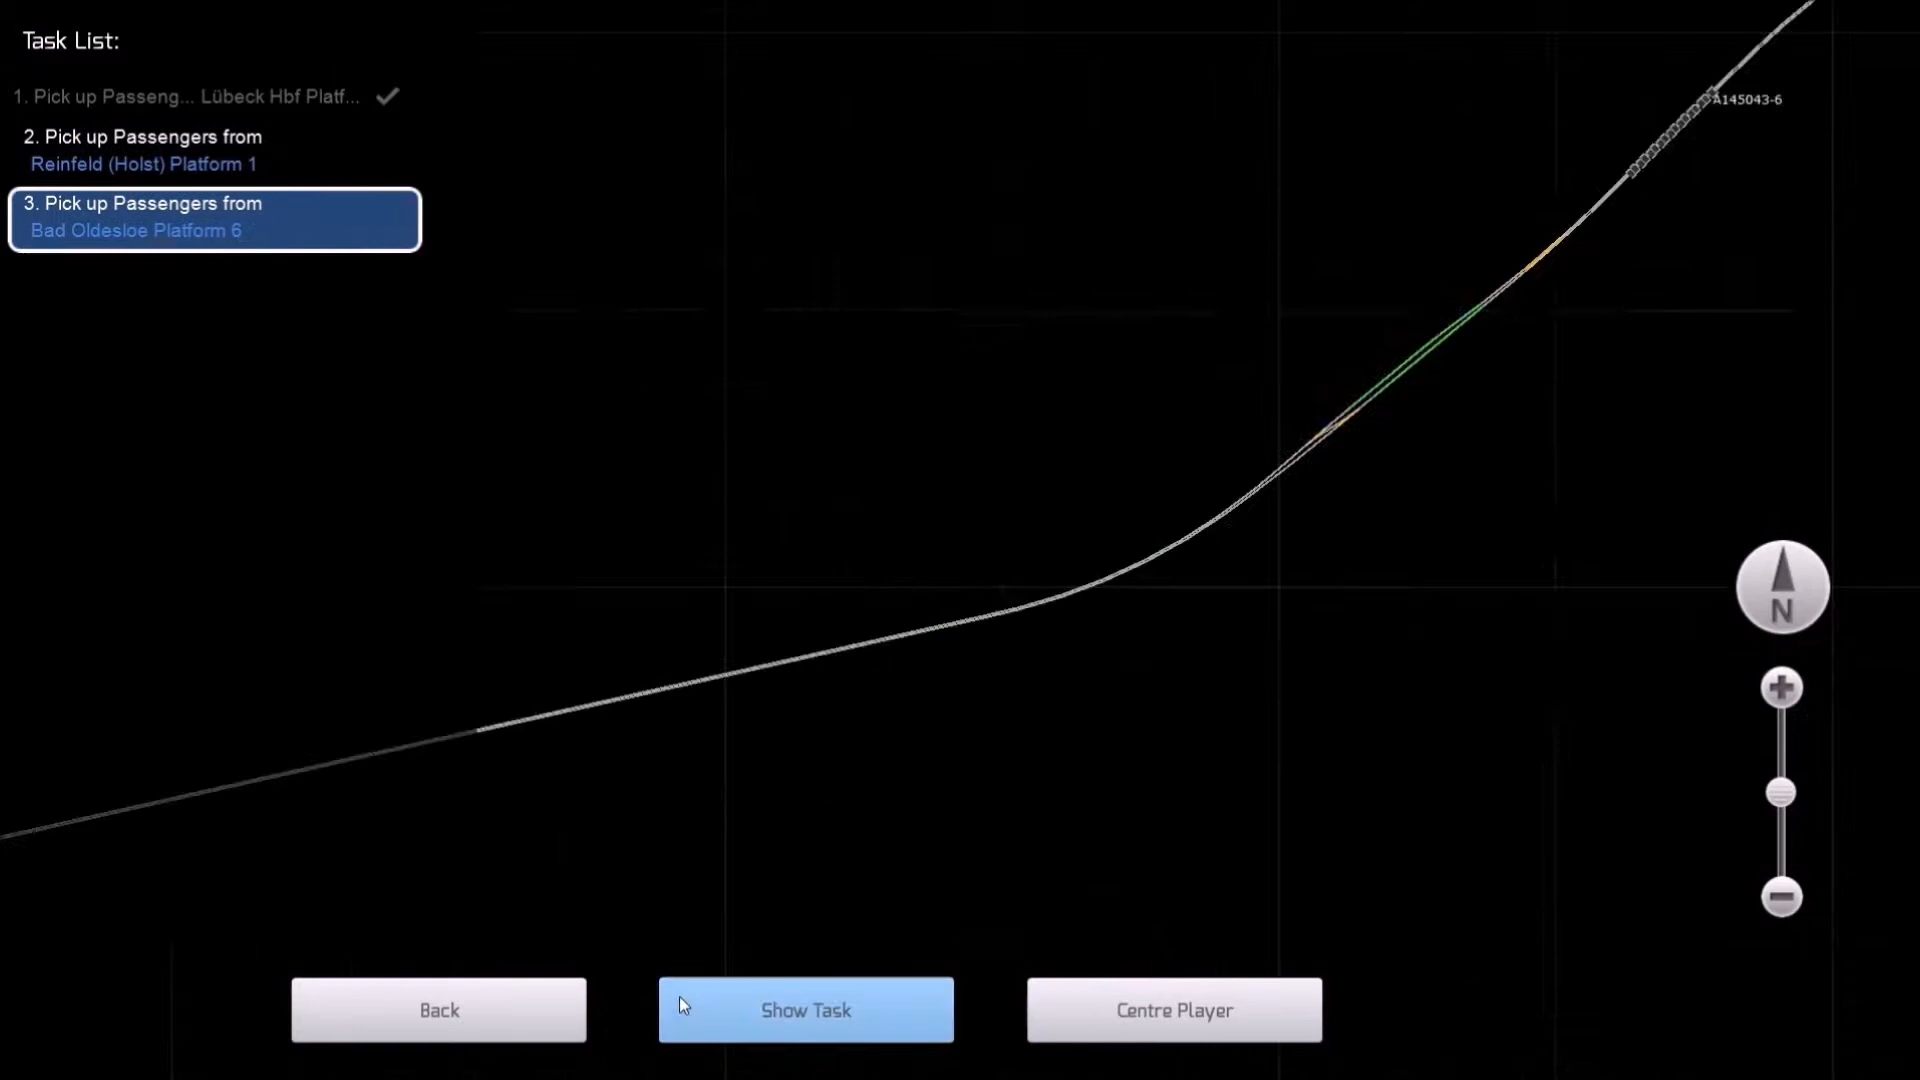 Task List:
1. Pick up Passeng... Lübeck Hbf Platf...
2. Pick up Passengers from
Reinfeld (Holst) Platform 1
3. Pick up Passengers from
Bad Oldesloe Platform 6
A145043-6
N
Back
Show Task
Centre Player